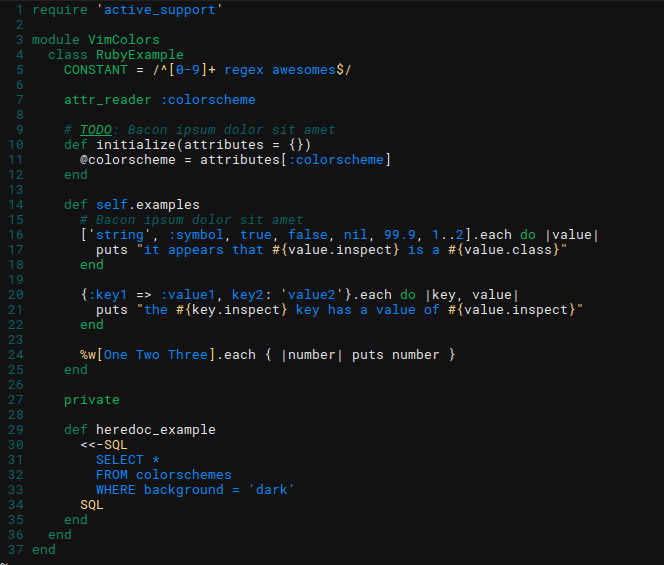 1 require 'active_support'
2
3 module VimColors
4   class RubyExample
5     CONSTANT = /^[0-9]+ regex awesomes$/
6
7     attr_reader :colorscheme
8
9     # TODO: Bacon ipsum dolor sit amet
10     def initialize(attributes = {})
11       @colorscheme = attributes[:colorscheme]
12     end
13
14     def self.examples
15       # Bacon ipsum dolor sit amet
16       ['string', :symbol, true, false, nil, 99.9, 1..2].each do |value|
17         puts "it appears that #{value.inspect} is a #{value.class}"
18       end
19
20       {:key1 => :value1, key2: 'value2'}.each do |key, value|
21         puts "the #{key.inspect} key has a value of #{value.inspect}"
22       end
23
24       %w[One Two Three].each { |number| puts number }
25     end
26
27     private
28
29     def heredoc_example
30       <<-SQL
31         SELECT *
32         FROM colorschemes
33         WHERE background = 'dark'
34       SQL
35     end
36   end
37 end